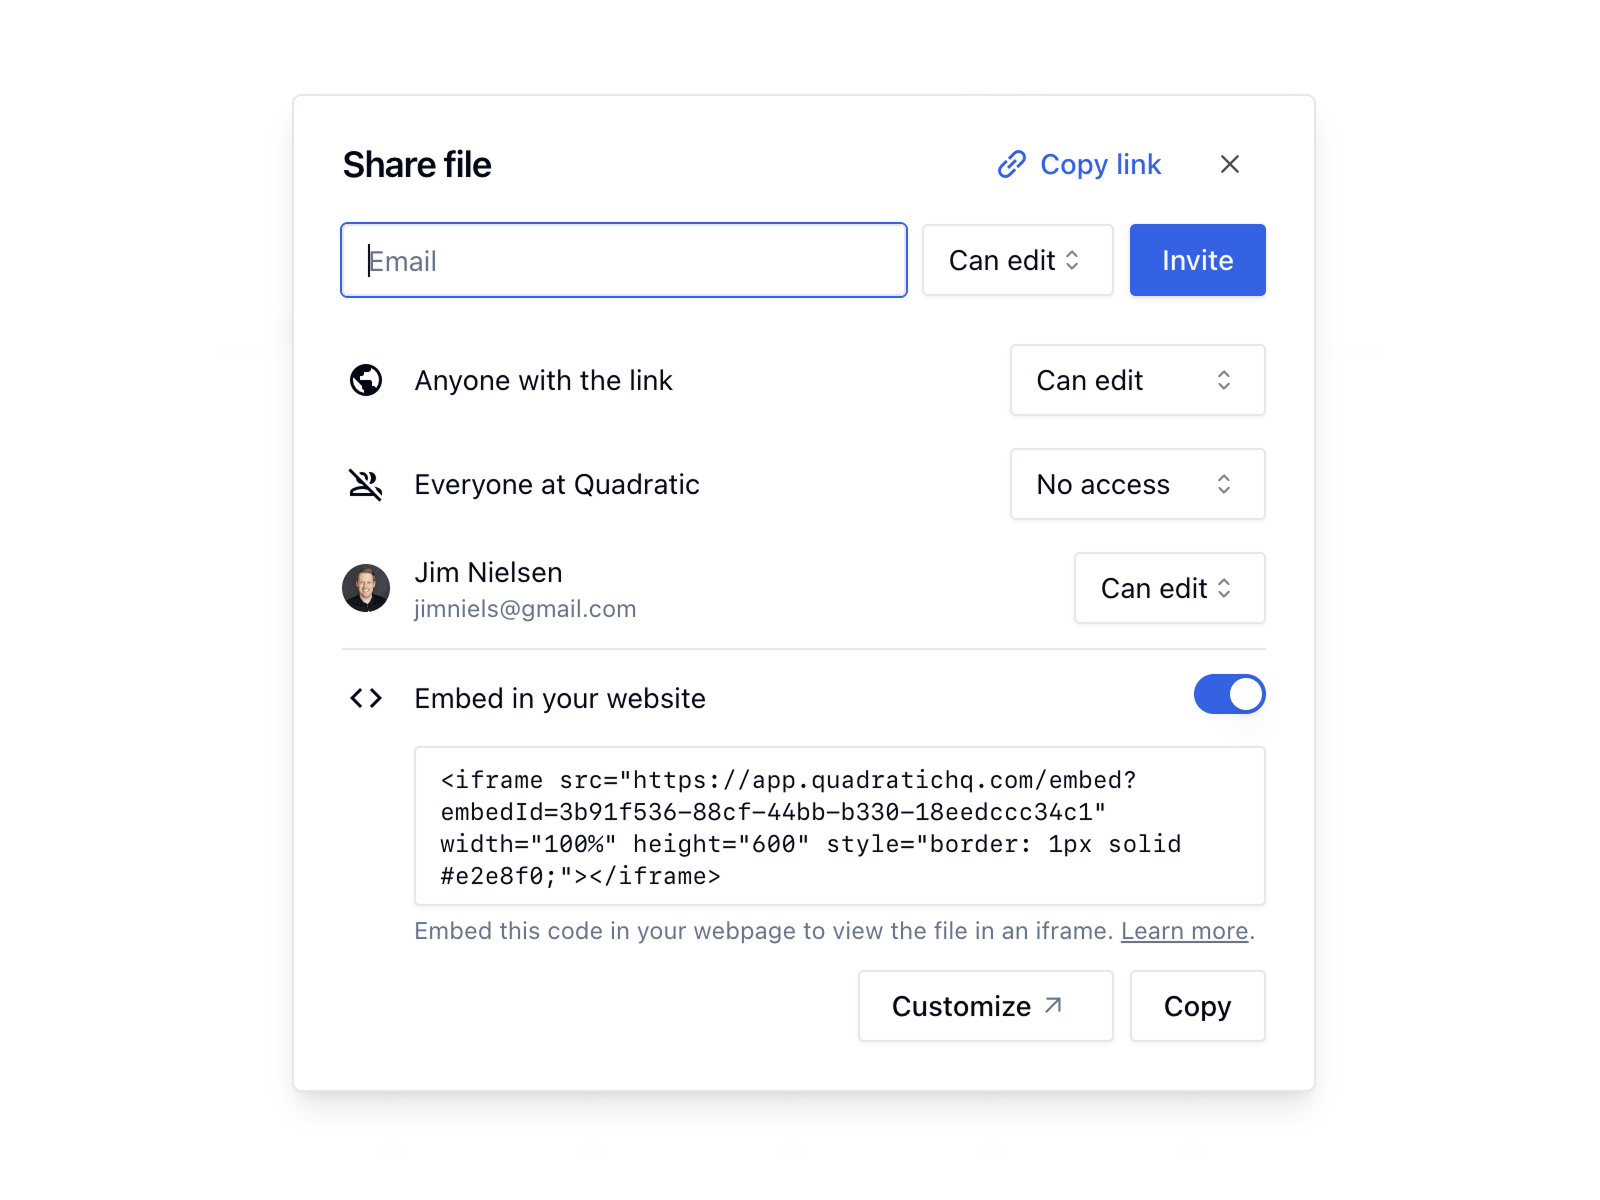 Share file
Copy link
Email
Can edit
Invite
Anyone with the link
Can edit
Everyone at Quadratic
No access
Jim Nielsen
jimniels@gmail.com
Can edit
Embed in your website
<iframe src="https://app.quadratichq.com/embed?
embedId=3b91f536-88cf-44bb-b330-18eedccc34c1"
width="100%" height="600" style="border: 1px solid
#e2e8f0;"></iframe>
Embed this code in your webpage to view the file in an iframe. Learn more.
Customize
Copy